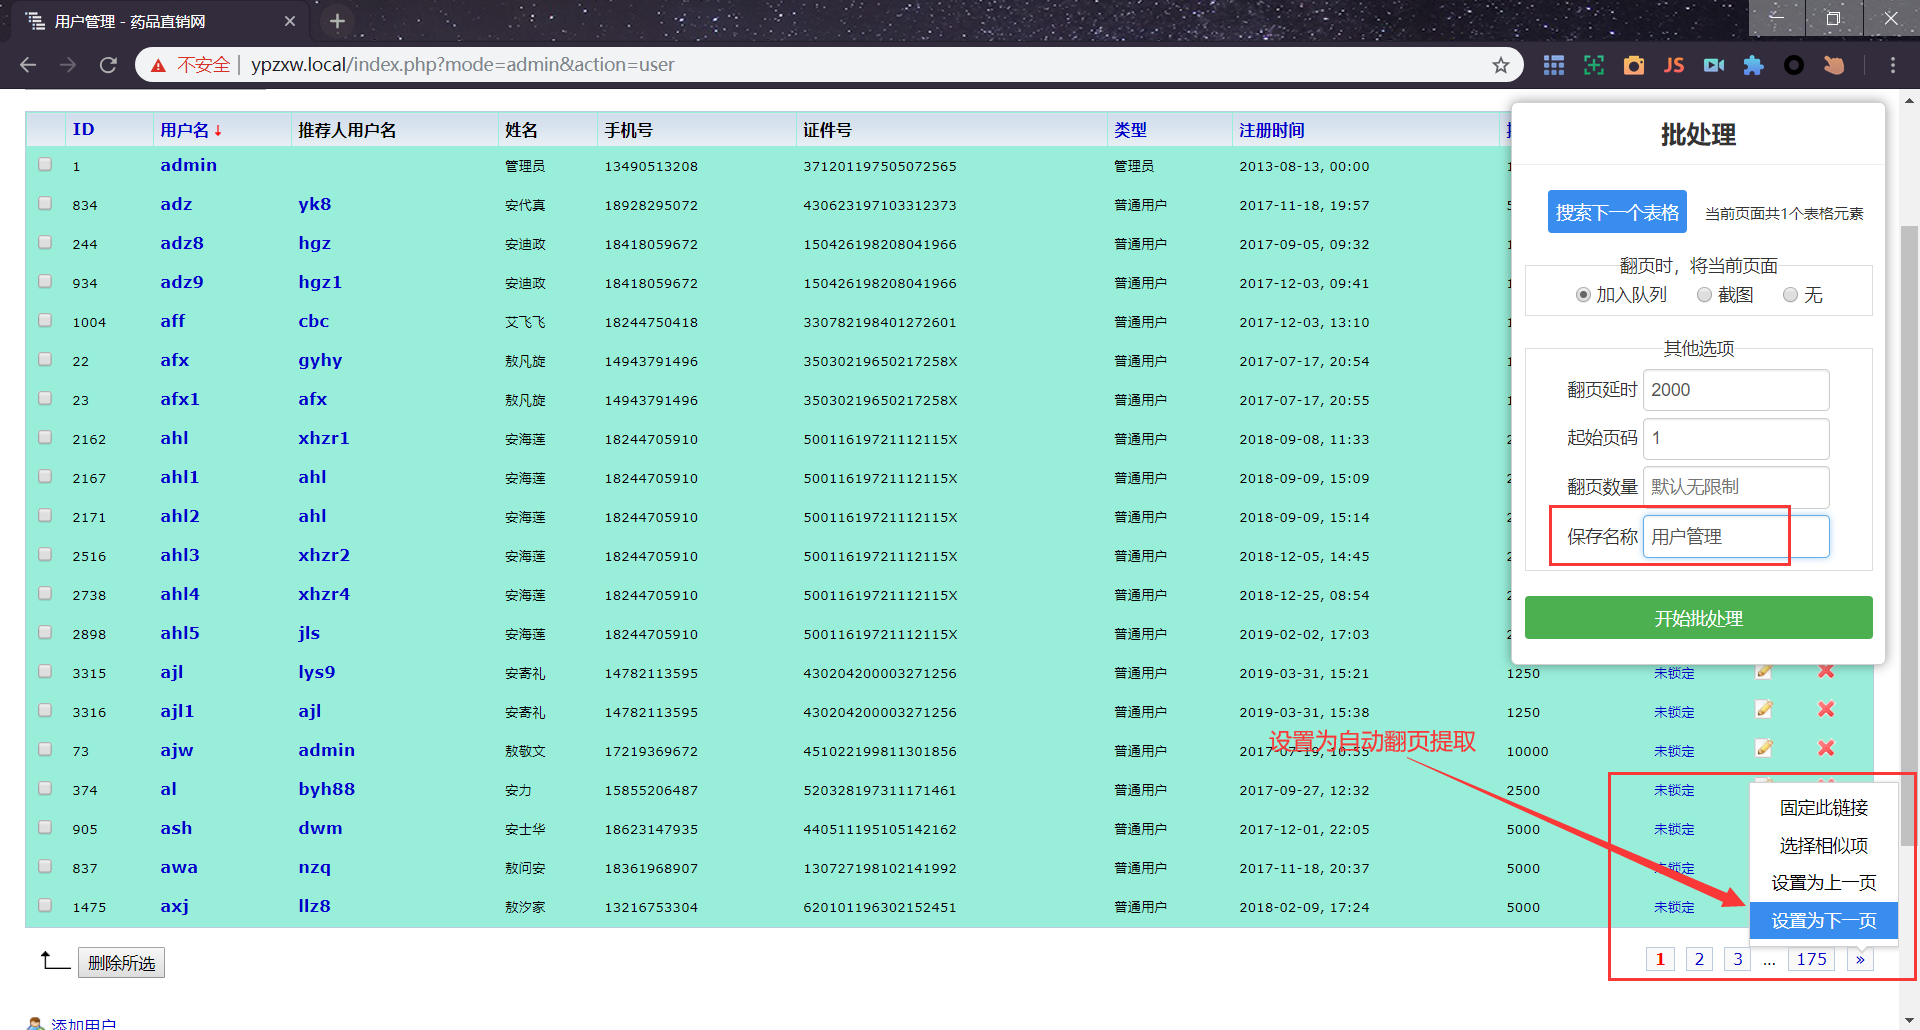 用户管理 - 药品直销网
不安全 | ypzxw.local/index.php?mode=admin&action=user
JS
ID 用户名 推荐人用户名 姓名 手机号 证件号 类型 注册时间
1 admin 管理员 13490513208 371201197505072565 管理员 2013-08-13, 00:00
834 adz yk8 安代真 18928295072 430623197103312373 普通用户 2017-11-18, 19:57
244 adz8 hgz 安迪政 18418059672 150426198208041966 普通用户 2017-09-05, 09:32
934 adz9 hgz1 安迪政 18418059672 150426198208041966 普通用户 2017-12-03, 09:41
1004 aff cbc 艾飞飞 18244750418 330782198401272601 普通用户 2017-12-03, 13:10
22 afx gyhy 敖凡旋 14943791496 35030219650217258X 普通用户 2017-07-17, 20:54
23 afx1 afx 敖凡旋 14943791496 35030219650217258X 普通用户 2017-07-17, 20:55
2162 ahl xhzr1 安海莲 18244705910 50011619721112115X 普通用户 2018-09-08, 11:33
2167 ahl1 ahl 安海莲 18244705910 50011619721112115X 普通用户 2018-09-09, 15:09
2171 ahl2 ahl 安海莲 18244705910 50011619721112115X 普通用户 2018-09-09, 15:14
2516 ahl3 xhzr2 安海莲 18244705910 50011619721112115X 普通用户 2018-12-05, 14:45
2738 ahl4 xhzr4 安海莲 18244705910 50011619721112115X 普通用户 2018-12-25, 08:54
2898 ahl5 jls 安海莲 18244705910 50011619721112115X 普通用户 2019-02-02, 17:03
3315 ajl lys9 安寄礼 14782113595 430204200003271256 普通用户 2019-03-31, 15:21 1250 未锁定
3316 ajl1 ajl 安寄礼 14782113595 430204200003271256 普通用户 2019-03-31, 15:38 1250 未锁定
73 ajw admin 敖敬文 17219369672 451022199811301856 普通用户 2017-07-19, 10:55 10000 未锁定
374 al byh88 安力 15855206487 520328197311171461 普通用户 2017-09-27, 12:32 2500 未锁定
905 ash dwm 安士华 18623147935 440511195105142162 普通用户 2017-12-01, 22:05 5000 未锁定
837 awa nzq 敖问安 18361968907 130727198102141992 普通用户 2017-11-18, 20:37 5000 未锁定
1475 axj llz8 敖汐家 13216753304 620101196302152451 普通用户 2018-02-09, 17:24 5000 未锁定
删除所选
1 2 3 ... 175 »
添加用户
批处理
搜索下一个表格 当前页面共1个表格元素
翻页时，将当前页面
加入队列 截图 无
其他选项
翻页延时 2000
起始页码 1
翻页数量 默认无限制
保存名称 用户管理
开始批处理
设置为自动翻页提取
固定此链接
选择相似项
设置为上一页
设置为下一页